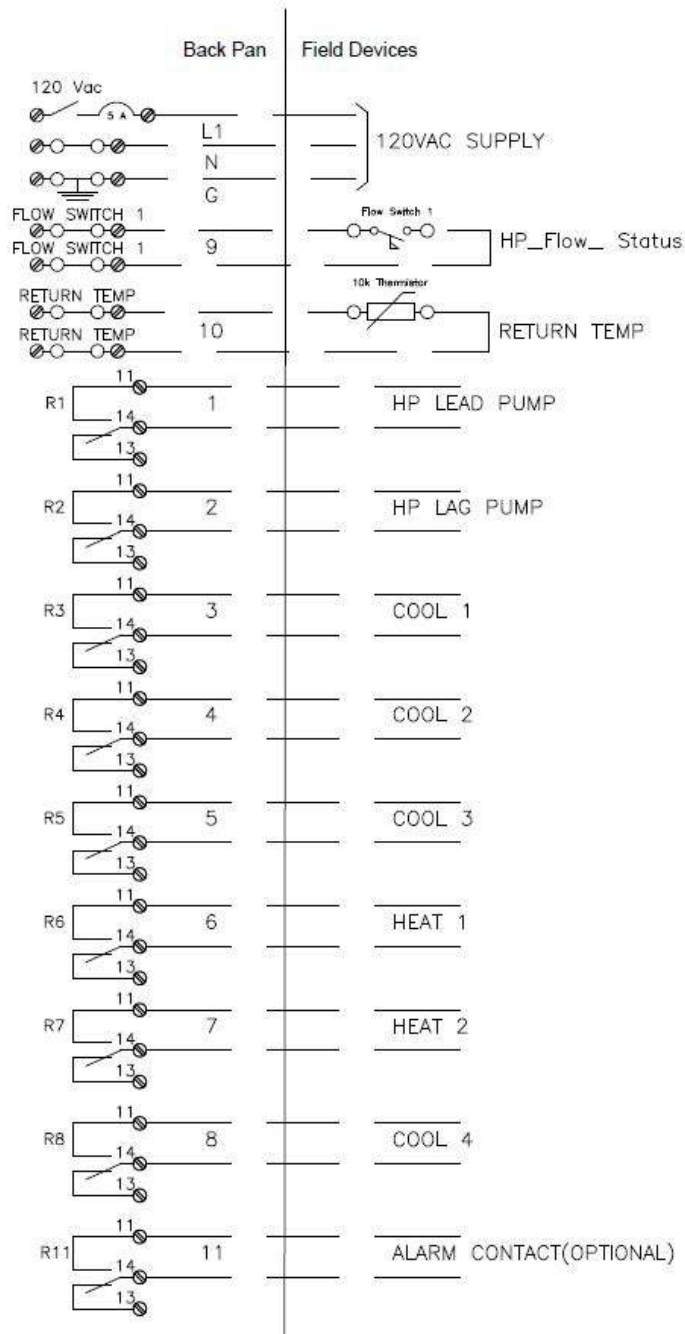 Back Pan Field Devices
120 Vac
5 A
L1
120VAC SUPPLY
N
G
FLOW SWITCH 1
Flow Switch 1
FLOW SWITCH 1
9
HP_Flow_ Status
RETURN TEMP
10k Thermistor
RETURN TEMP
10
RETURN TEMP
11
R1 1 HP LEAD PUMP
14
13
11
R2 2 HP LAG PUMP
14
13
11
R3 3 COOL 1
14
13
11
R4 4 COOL 2
14
13
11
R5 5 COOL 3
14
13
11
R6 6 HEAT 1
14
13
11
R7 7 HEAT 2
14
13
11
R8 8 COOL 4
14
13
11
R11 11 ALARM CONTACT(OPTIONAL)
14
13